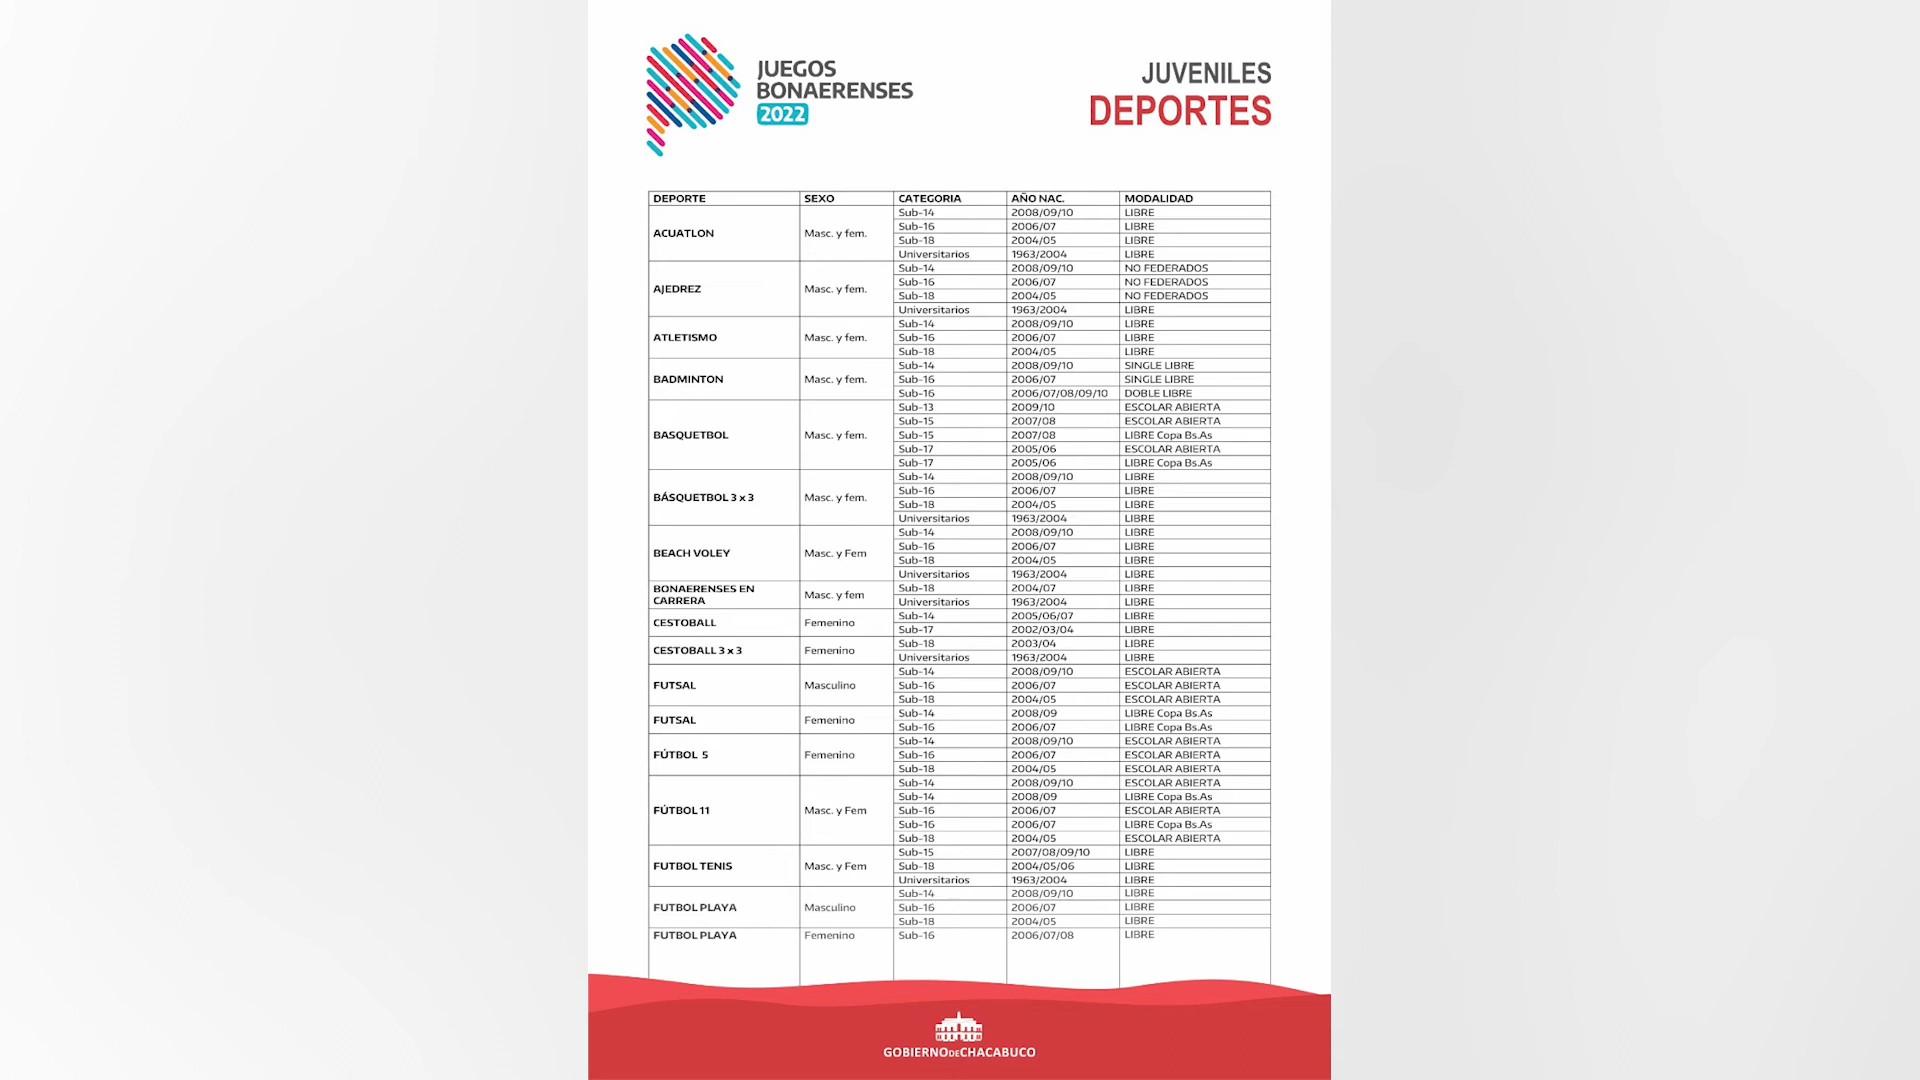 JUEGOS
BONAERENSES
2022
JUVENILES
DEPORTES
DEPORTE SEXO CATEGORIA AÑO NAC. MODALIDAD
ACUATLON Masc. y fem. Sub-14 2008/09/10 LIBRE
Sub-16 2006/07 LIBRE
Sub-18 2004/05 LIBRE
Universitarios 1963/2004 LIBRE
AJEDREZ Masc. y fem. Sub-14 2008/09/10 NO FEDERADOS
Sub-16 2006/07 NO FEDERADOS
Sub-18 2004/05 NO FEDERADOS
Universitarios 1963/2004 LIBRE
ATLETISMO Masc. y fem. Sub-14 2008/09/10 LIBRE
Sub-16 2006/07 LIBRE
Sub-18 2004/05 LIBRE
BADMINTON Masc. y fem. Sub-14 2008/09/10 SINGLE LIBRE
Sub-16 2006/07 SINGLE LIBRE
Sub-16 2006/07/08/09/10 DOBLE LIBRE
BASQUETBOL Masc. y fem. Sub-13 2009/10 ESCOLAR ABIERTA
Sub-15 2007/08 ESCOLAR ABIERTA
Sub-15 2007/08 LIBRE Copa Bs.As
Sub-17 2005/06 ESCOLAR ABIERTA
Sub-17 2005/06 LIBRE Copa Bs.As
BÁSQUETBOL 3 x 3 Masc. y fem. Sub-14 2008/09/10 LIBRE
Sub-16 2006/07 LIBRE
Sub-18 2004/05 LIBRE
Universitarios 1963/2004 LIBRE
BEACH VOLEY Masc. y Fem Sub-14 2008/09/10 LIBRE
Sub-16 2006/07 LIBRE
Sub-18 2004/05 LIBRE
Universitarios 1963/2004 LIBRE
BONAERENSES EN CARRERA Masc. y fem Sub-18 2004/07 LIBRE
Universitarios 1963/2004 LIBRE
CESTOBALL Femenino Sub-14 2005/06/07 LIBRE
Sub-17 2002/03/04 LIBRE
CESTOBALL 3 x 3 Femenino Sub-18 2003/04 LIBRE
Universitarios 1963/2004 LIBRE
FUTSAL Masculino Sub-14 2008/09/10 ESCOLAR ABIERTA
Sub-16 2006/07 ESCOLAR ABIERTA
Sub-18 2004/05 ESCOLAR ABIERTA
FUTSAL Femenino Sub-14 2008/09 LIBRE Copa Bs.As
Sub-16 2006/07 LIBRE Copa Bs.As
FÚTBOL 5 Femenino Sub-14 2008/09/10 ESCOLAR ABIERTA
Sub-16 2006/07 ESCOLAR ABIERTA
Sub-18 2004/05 ESCOLAR ABIERTA
FÚTBOL 11 Masc. y Fem Sub-14 2008/09/10 ESCOLAR ABIERTA
Sub-14 2008/09 LIBRE Copa Bs.As
Sub-16 2006/07 ESCOLAR ABIERTA
Sub-16 2006/07 LIBRE Copa Bs.As
Sub-18 2004/05 ESCOLAR ABIERTA
FUTBOL TENIS Masc. y Fem Sub-15 2007/08/09/10 LIBRE
Sub-18 2004/05/06 LIBRE
Universitarios 1963/2004 LIBRE
FUTBOL PLAYA Masculino Sub-14 2008/09/10 LIBRE
Sub-16 2006/07 LIBRE
Sub-18 2004/05 LIBRE
FUTBOL PLAYA Femenino Sub-16 2006/07/08 LIBRE
GOBIERNODECHACABUCO